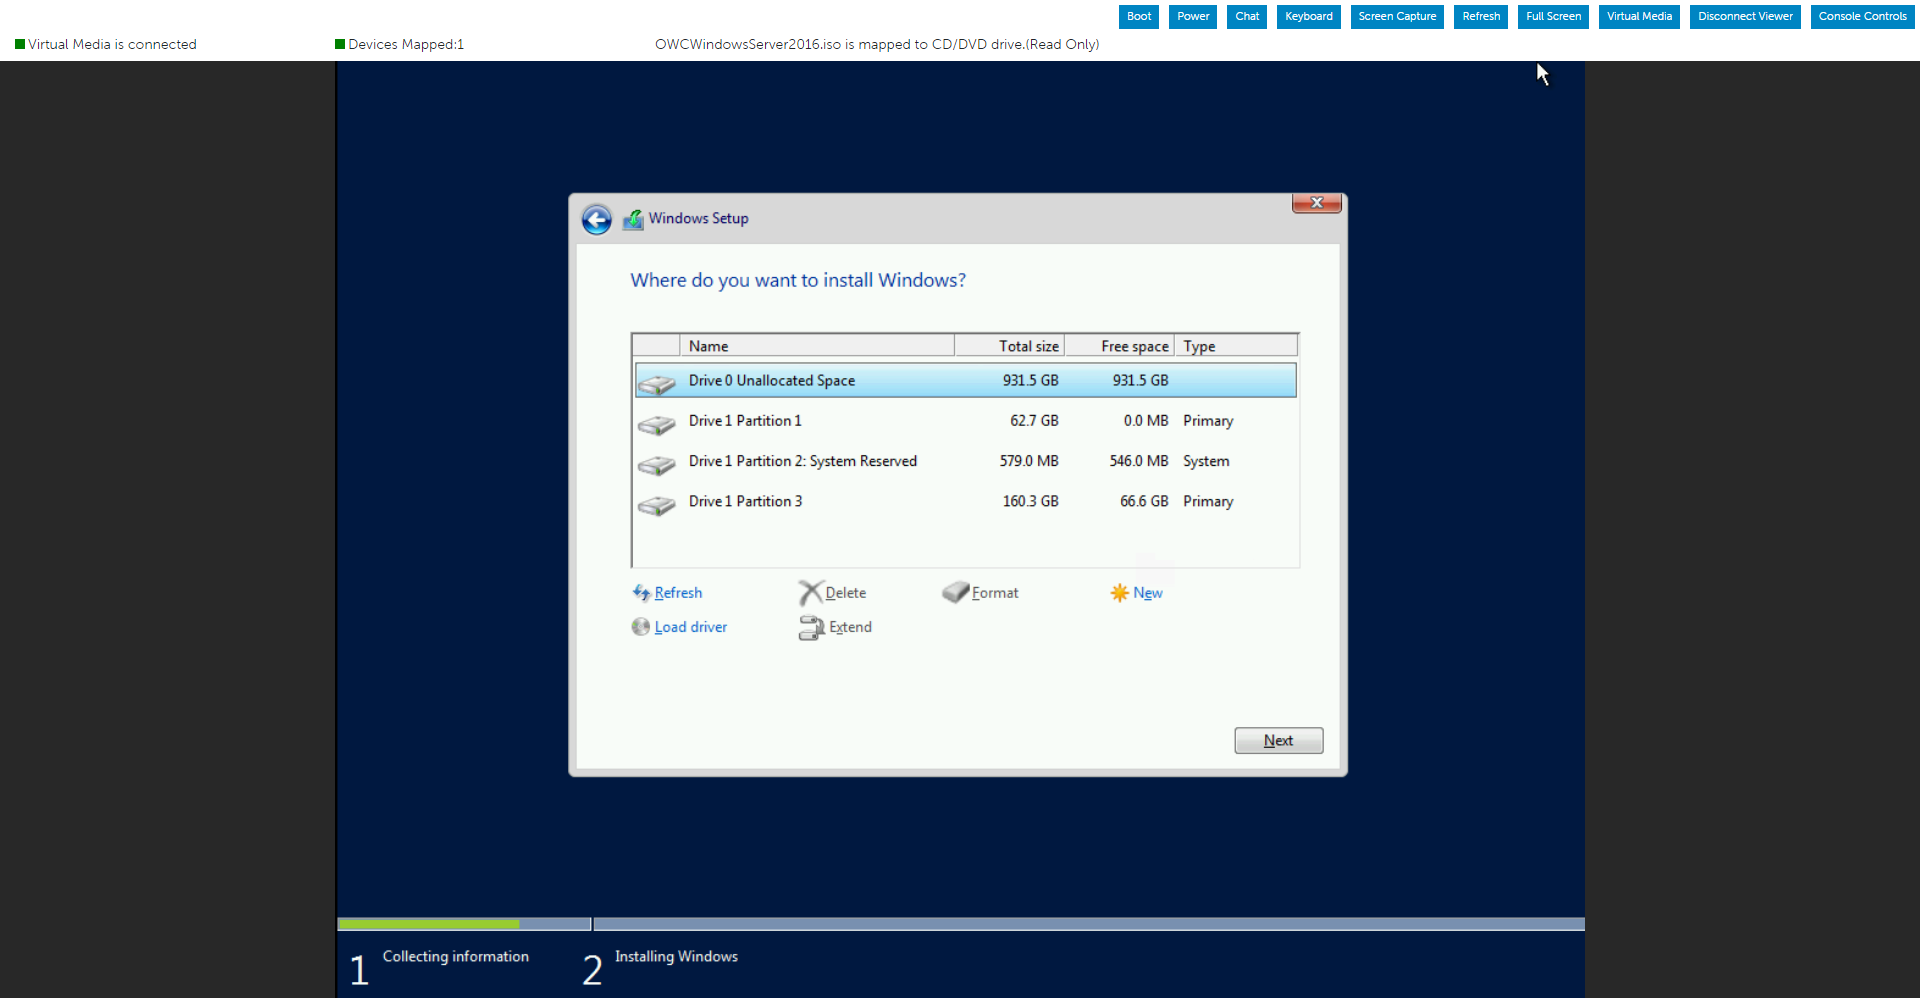 Boot Power Chat Keyboard Screen Capture Refresh Full Screen Virtual Media Disconnect Viewer Console Controls
Virtual Media is connected Devices Mapped:1 OWCWindowsServer2016.iso is mapped to CD/DVD drive.(Read Only)
Windows Setup
Where do you want to install Windows?
Name Total size Free space Type
Drive 0 Unallocated Space 931.5 GB 931.5 GB
Drive 1 Partition 1 62.7 GB 0.0 MB Primary
Drive 1 Partition 2: System Reserved 579.0 MB 546.0 MB System
Drive 1 Partition 3 160.3 GB 66.6 GB Primary
Refresh Delete Format New
Load driver Extend
Next
1 Collecting information 2 Installing Windows